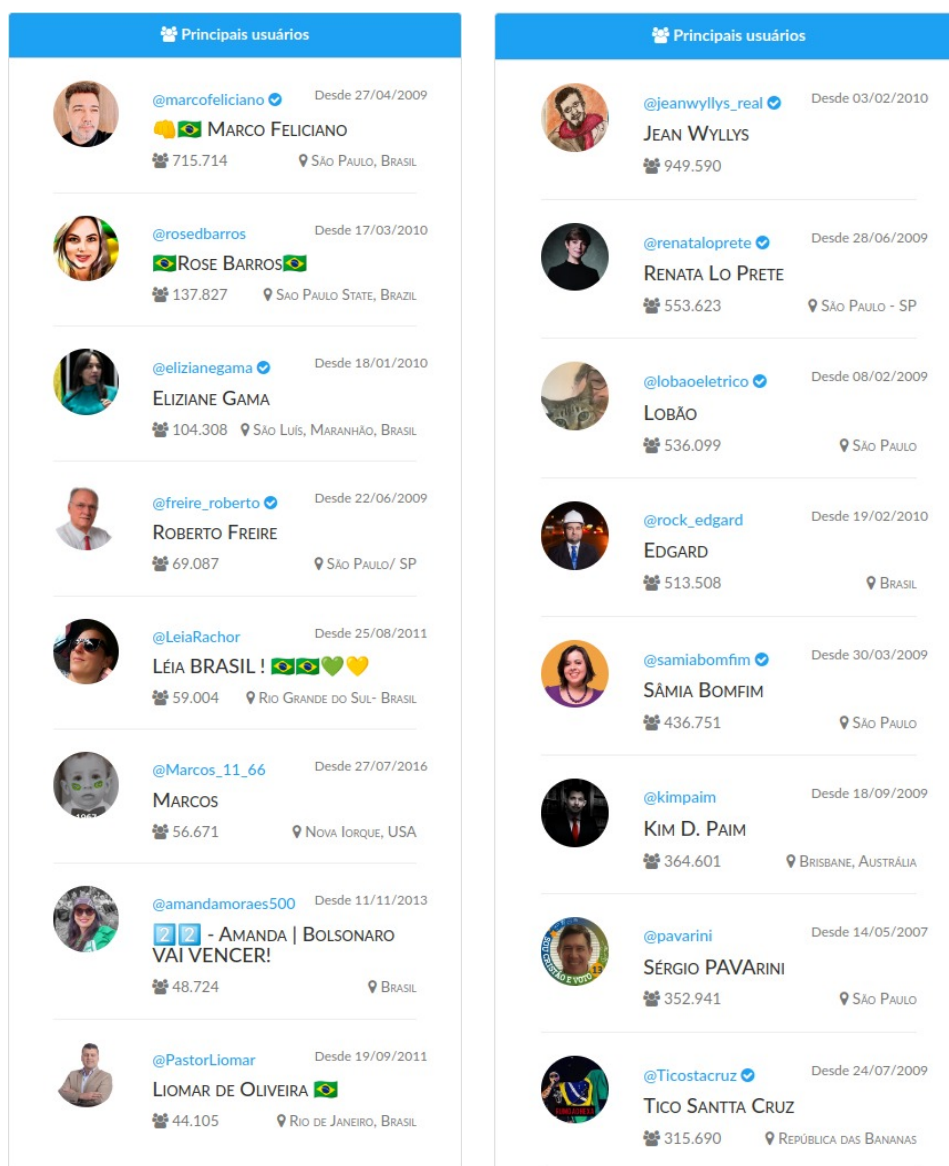 Principais usuários
@marcofeliciano Desde 27/04/2009
👊🇧🇷 Marco Feliciano
715.714 São Paulo, Brasil
@rosedbarros Desde 17/03/2010
🇧🇷Rose Barros🇧🇷
137.827 Sao Paulo State, Brazil
@elizianegama Desde 18/01/2010
Eliziane Gama
104.308 São Luís, Maranhão, Brasil
@freire_roberto Desde 22/06/2009
Roberto Freire
69.087 São Paulo/ SP
@LeiaRachor Desde 25/08/2011
Léia BRASIL ! 🇧🇷🇧🇷💚💛
59.004 Rio Grande do Sul- Brasil
@Marcos_11_66 Desde 27/07/2016
Marcos
56.671 Nova Iorque, USA
@amandamoraes500 Desde 11/11/2013
2️⃣2️⃣ - Amanda | Bolsonaro
VAI VENCER!
48.724 Brasil
@PastorLiomar Desde 19/09/2011
Liomar de Oliveira 🇧🇷
44.105 Rio de Janeiro, Brasil
Principais usuários
@jeanwyllys_real Desde 03/02/2010
Jean Wyllys
949.590
@renataloprete Desde 28/06/2009
Renata Lo Prete
553.623 São Paulo - SP
@lobaoeletrico Desde 08/02/2009
Lobão
536.099 São Paulo
@rock_edgard Desde 19/02/2010
Edgard
513.508 Brasil
@samiabomfim Desde 30/03/2009
Sâmia Bomfim
436.751 São Paulo
@kimpaim Desde 18/09/2009
Kim D. Paim
364.601 Brisbane, Austrália
@pavarini Desde 14/05/2007
SOU CRISTÃO E VOTO 13
Sérgio PAVArini
352.941 São Paulo
@Ticostacruz Desde 24/07/2009
Tico Santta Cruz
315.690 República das Bananas